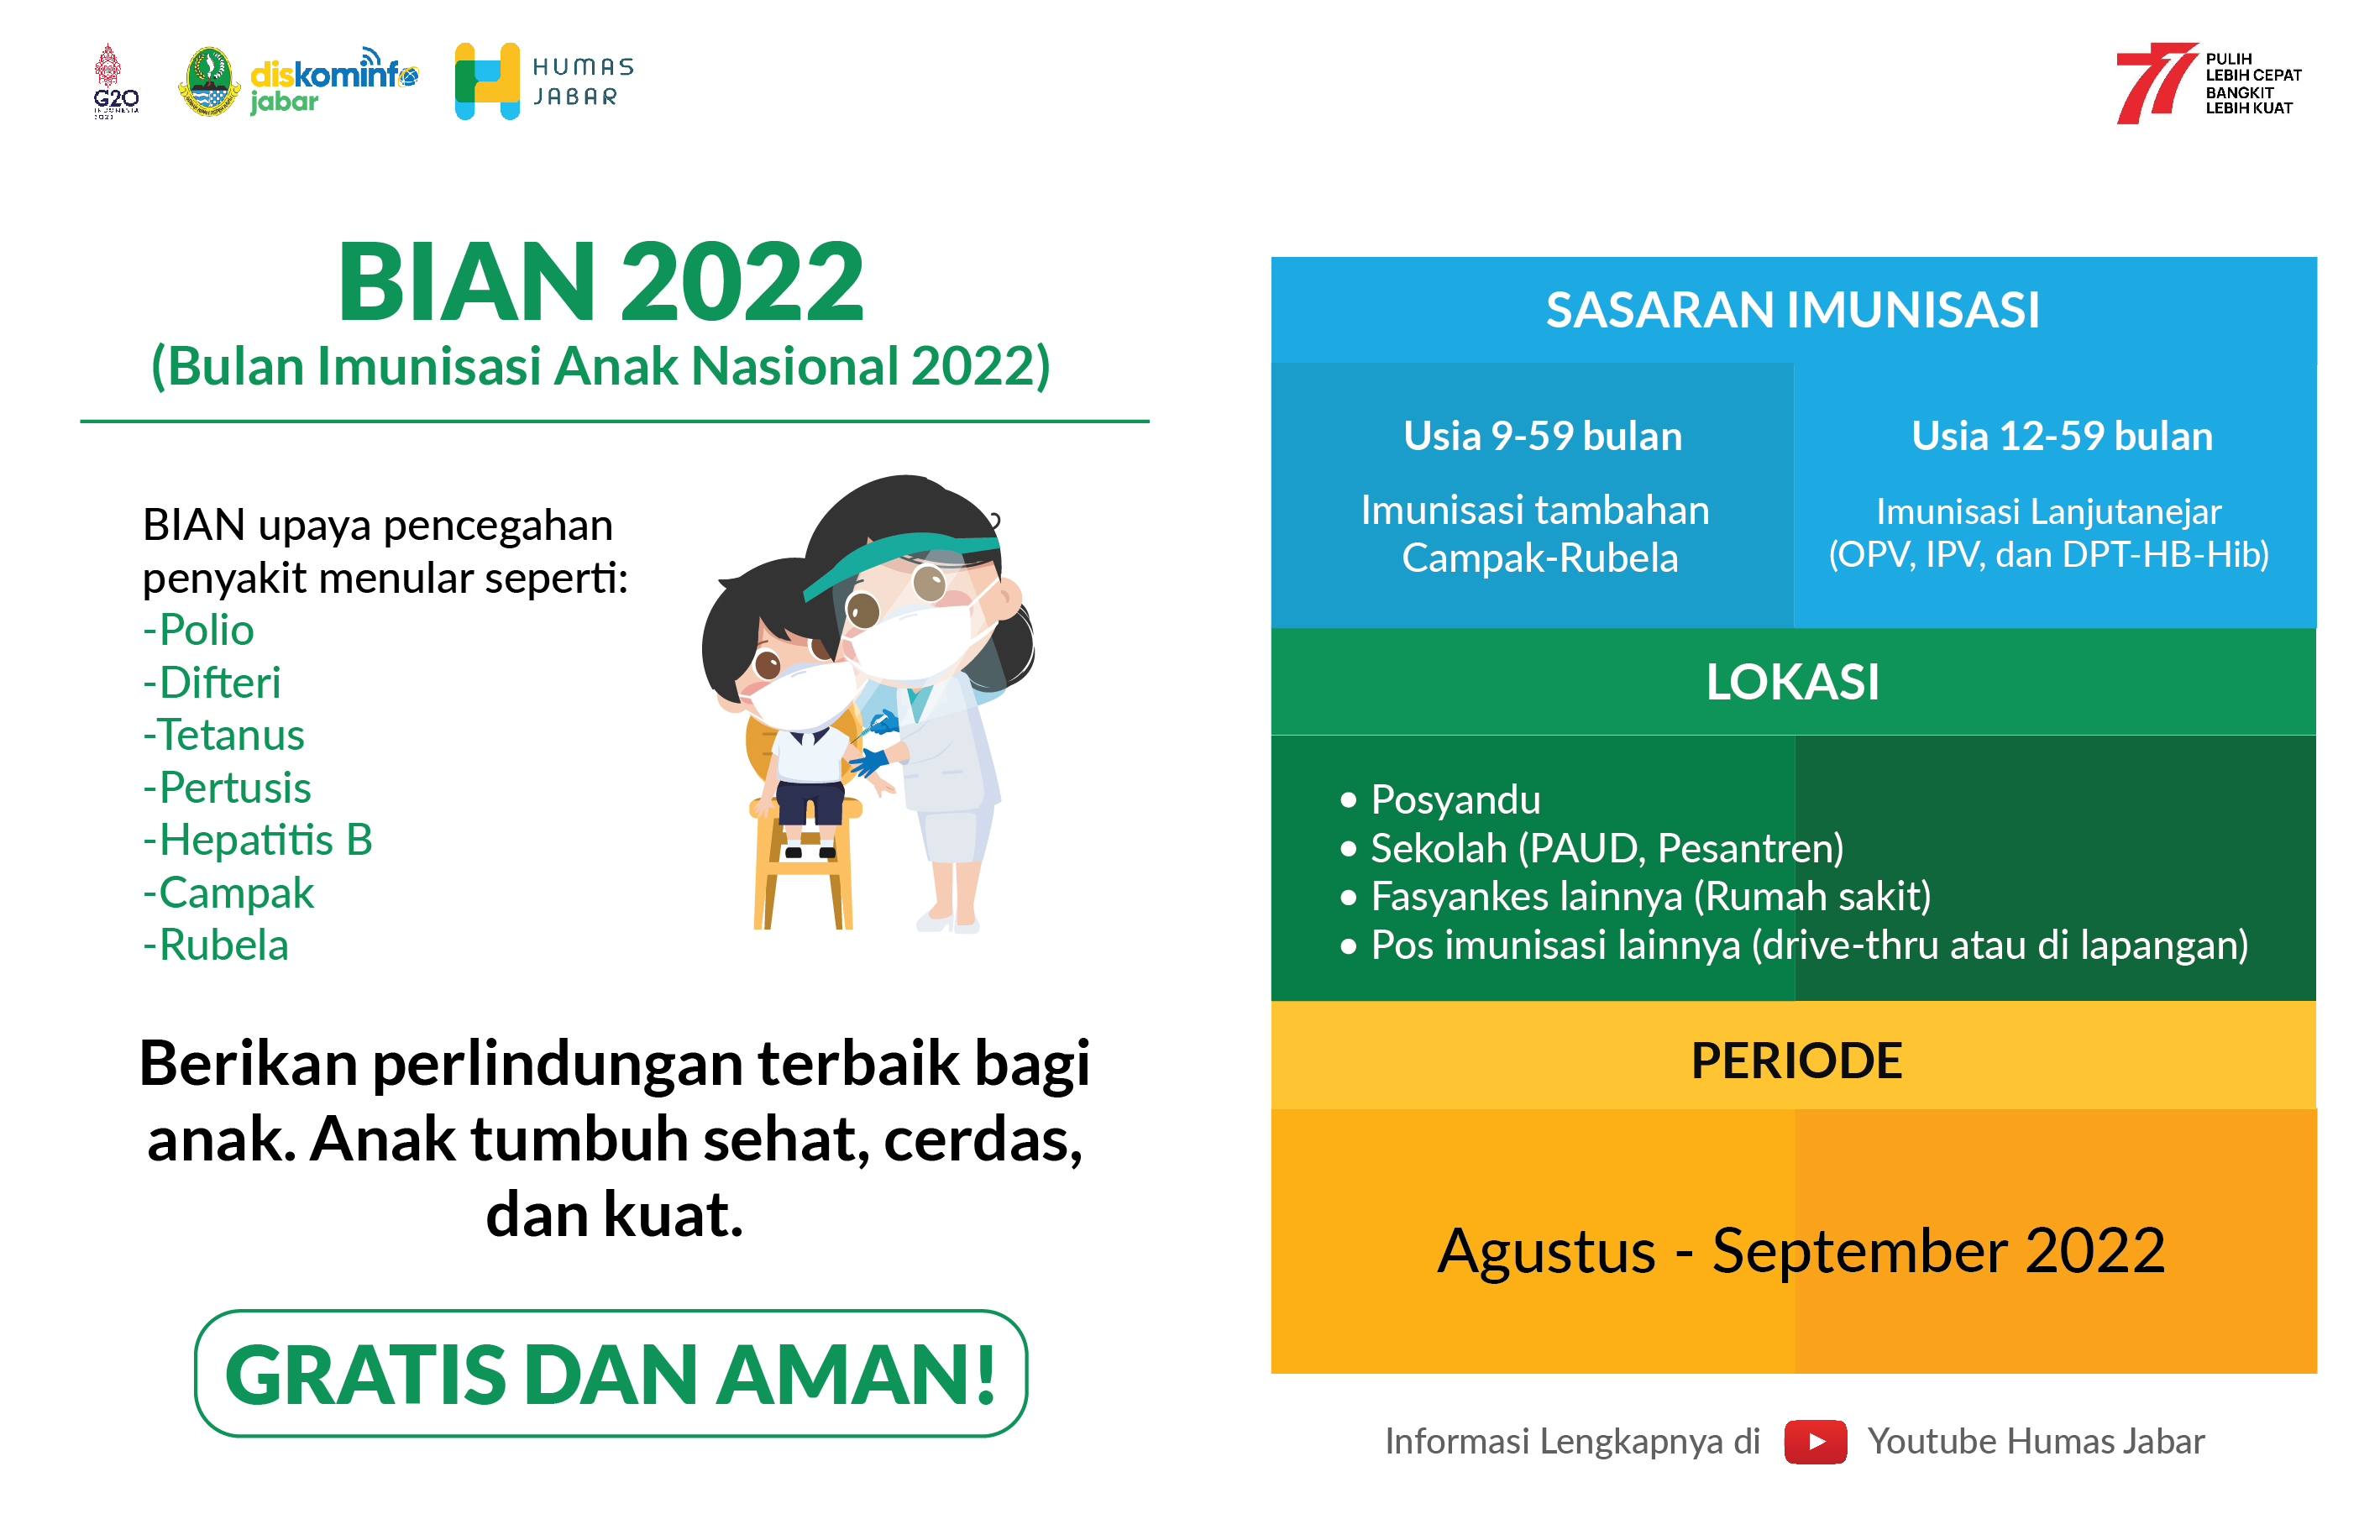 G20
INDONESIA
2022
diskominfo
jabar
HUMAS
JABAR
77
PULIH
LEBIH CEPAT
BANGKIT
LEBIH KUAT
BIAN 2022
(Bulan Imunisasi Anak Nasional 2022)
BIAN upaya pencegahan
penyakit menular seperti:
-Polio
-Difteri
-Tetanus
-Pertusis
-Hepatitis B
-Campak
-Rubela
Berikan perlindungan terbaik bagi
anak. Anak tumbuh sehat, cerdas,
dan kuat.
GRATIS DAN AMAN!
SASARAN IMUNISASI
Usia 9-59 bulan
Imunisasi tambahan
Campak-Rubela
Usia 12-59 bulan
Imunisasi Lanjutanejar
(OPV, IPV, dan DPT-HB-Hib)
LOKASI
• Posyandu
• Sekolah (PAUD, Pesantren)
• Fasyankes lainnya (Rumah sakit)
• Pos imunisasi lainnya (drive-thru atau di lapangan)
PERIODE
Agustus - September 2022
Informasi Lengkapnya di Youtube Humas Jabar